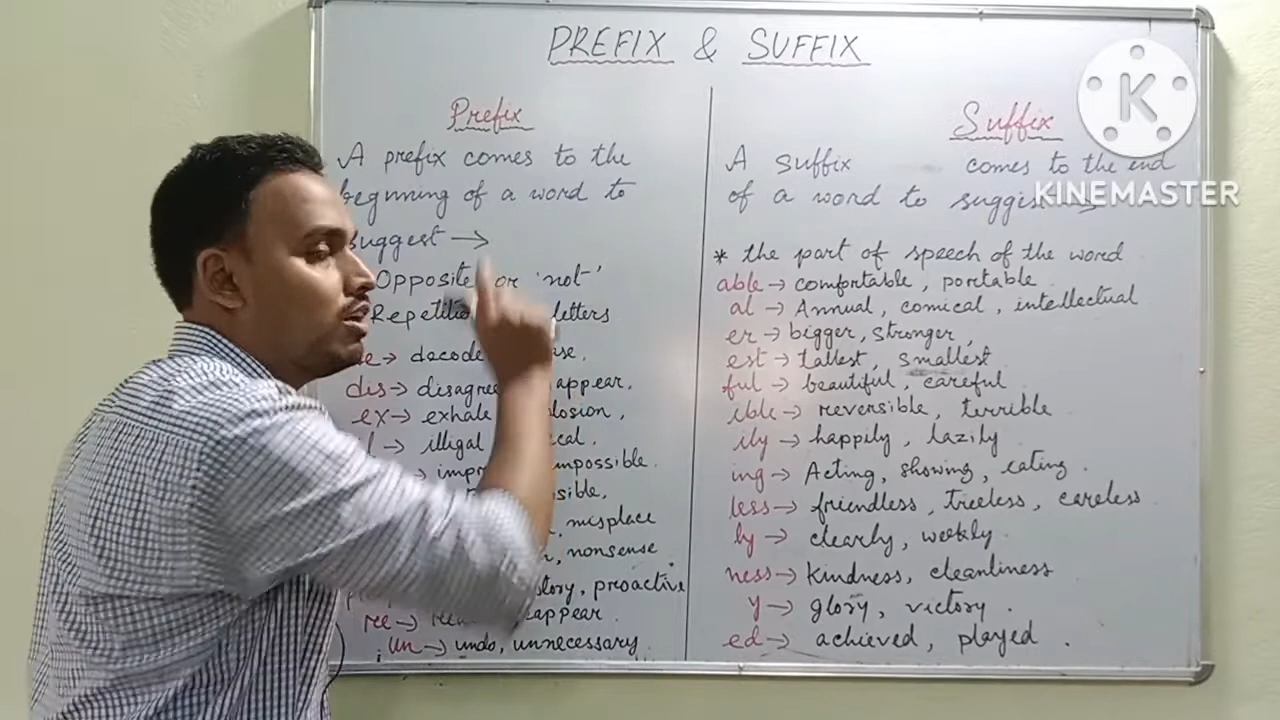 PREFIX & SUFFIX
Prefix
A prefix comes to the
beginning of a word to
suggest →
Opposite or 'not'
letters
→ decode
dis → disagree appear,
ex → exhale
→ illigal
→ impossible.
, misplace
, nonsense
, proactive
re →
un → undo, unnecessary
Suffix
A suffix comes to the end
of a word to suggest →
* the part of speech of the word
able → comfortable, portable
al → Annual, comical, intellectual
er → bigger, stronger,
est → tallest, smallest
ful → beautiful, careful
ible → reversible, terrible
ily → happily, lazily
ing → Acting, showing, eating.
less → friendless, treeless, careless
ly → clearly, weekly.
ness → kindness, cleanliness
y → glory, victory.
ed → achieved, played.
K
KINEMASTER